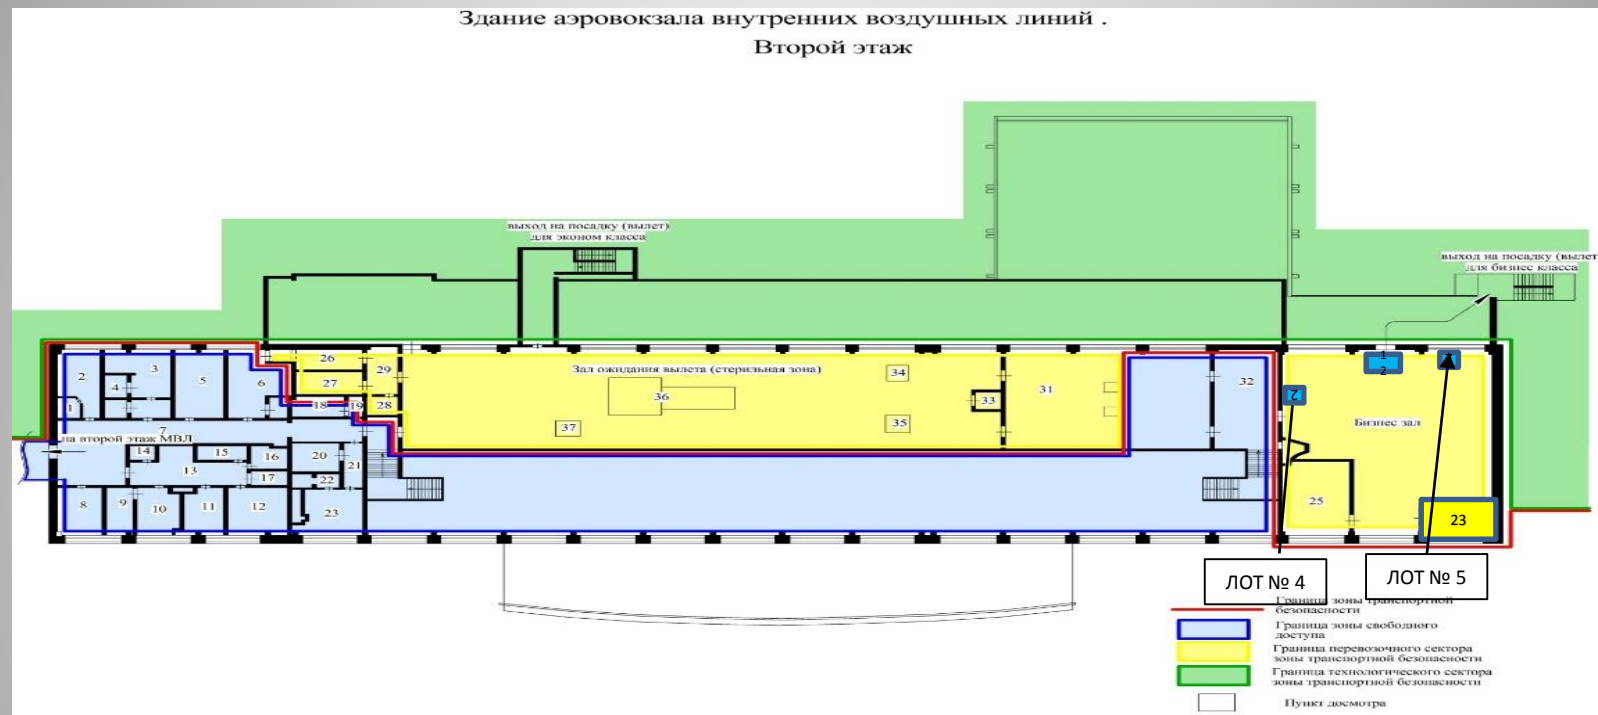 Здание аэровокзала внутренних воздушных линий .
Второй этаж
выход на посадку (вылет)
для эконом класса
выход на посадку (вылет
для бизнес класса
26
27
29
28
18
19
2
3
4
5
6
1
7
на второй этаж МВЛ
14
15
16
13
17
20
21
22
8
9
10
11
12
23
Зал ожидания вылета (стерильная зона)
34
36
35
37
33
31
32
1
2
Бизнес зал
25
23
ЛОТ № 4
ЛОТ № 5
Граница зоны транспортной
безопасности
Граница зоны свободного
доступа
Граница перевозочного сектора
зоны транспортной безопасности
Граница технологического сектора
зоны транспортной безопасности
Пункт досмотра